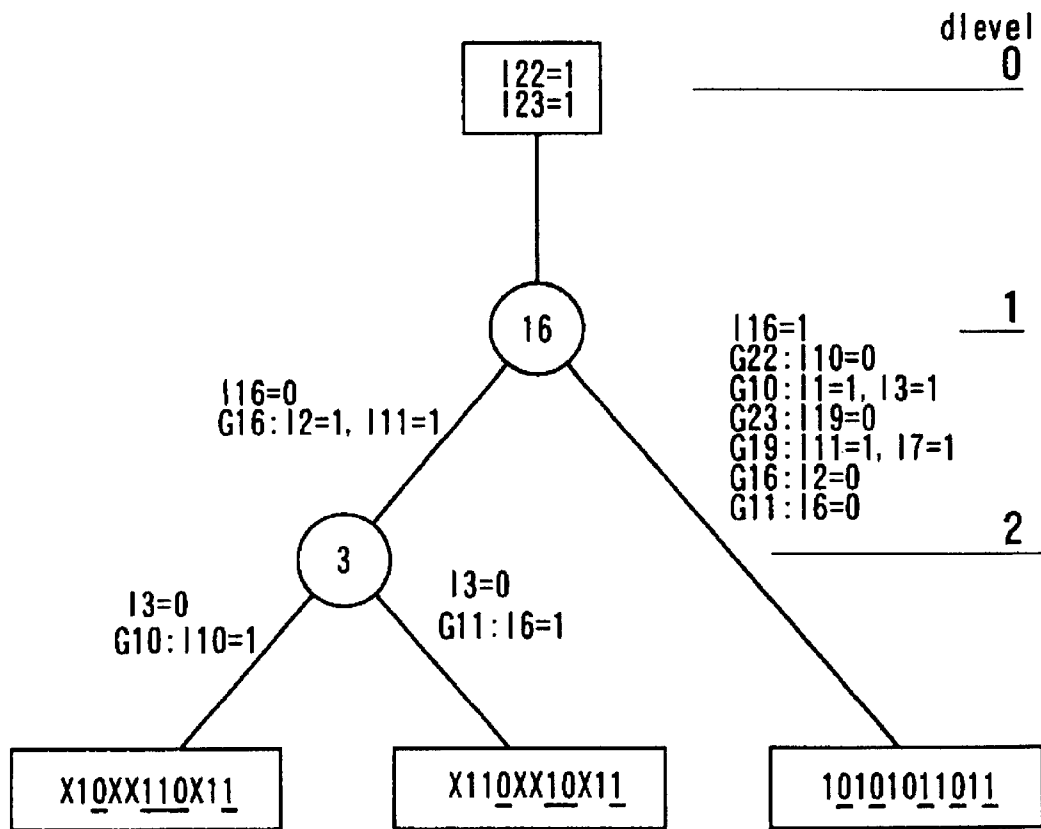 dlevel
0
I22=1
I23=1
1
16
I16=1
G22:I10=0
G10:I1=1, I3=1
G23:I19=0
G19:I11=1, I7=1
G16:I2=0
G11:I6=0
I16=0
G16:I2=1, I11=1
2
3
I3=0
G10:I10=1
I3=0
G11:I6=1
X10XX110X11
X110XX10X11
10101011011